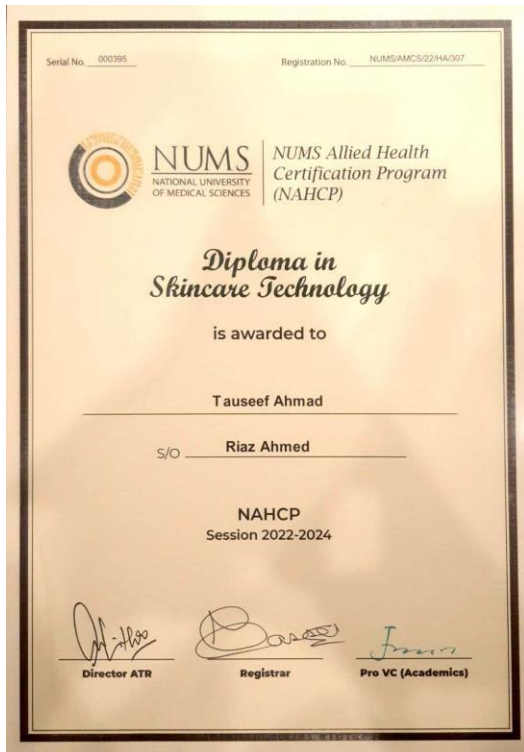 Serial No. 000395
Registration No. NUMS/AMCS/22/HA/307
NUMS
NATIONAL UNIVERSITY
OF MEDICAL SCIENCES
NUMS Allied Health
Certification Program
(NAHCP)
Diploma in
Skincare Technology
is awarded to
Tauseef Ahmad
S/O Riaz Ahmed
NAHCP
Session 2022-2024
Director ATR
Registrar
Pro VC (Academics)